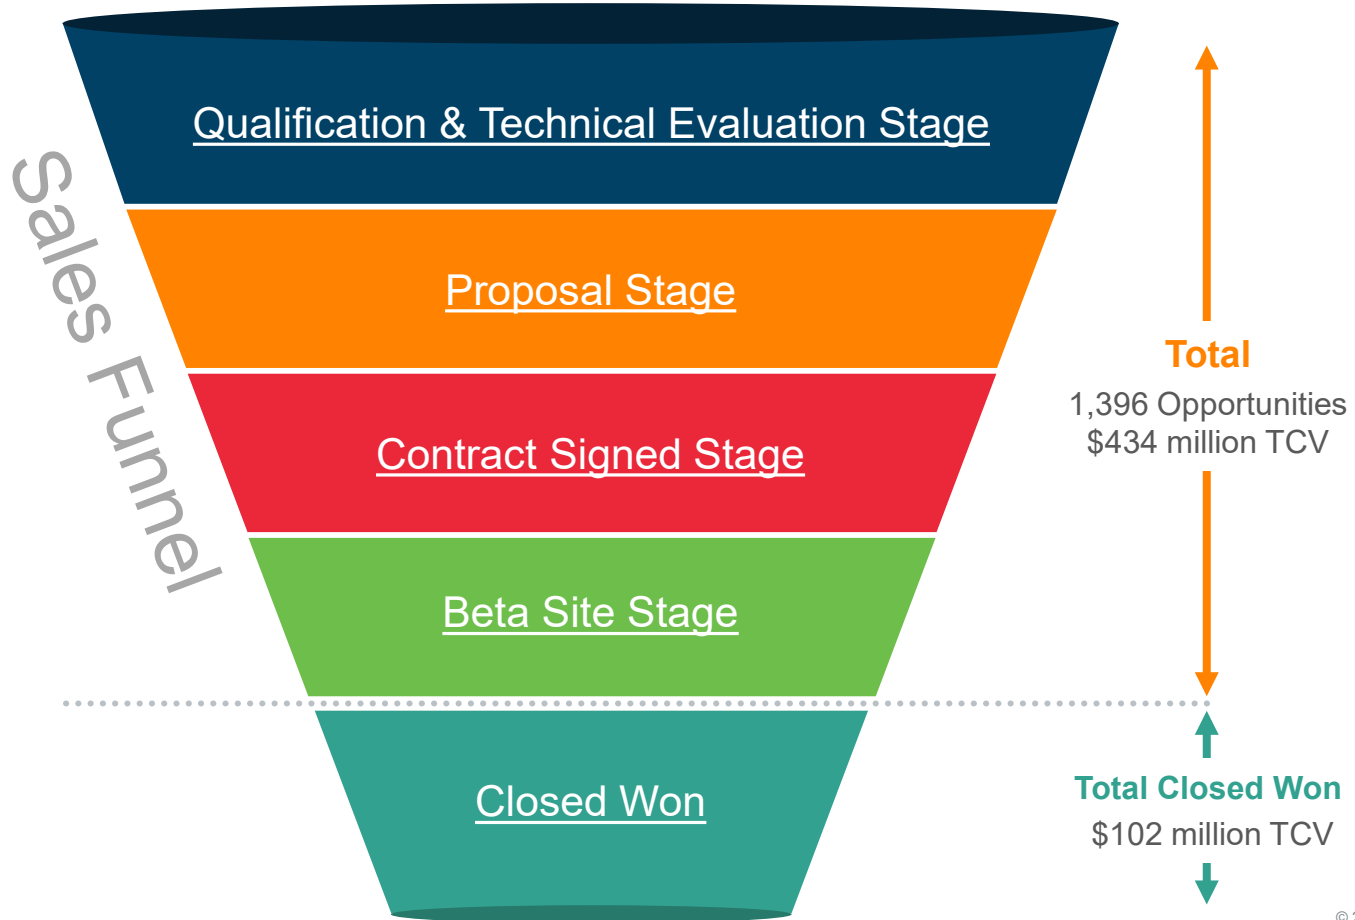 Sales Funnel
Qualification & Technical Evaluation Stage
Proposal Stage
Contract Signed Stage
Beta Site Stage
Closed Won
Total
1,396 Opportunities
$434 million TCV
Total Closed Won
$102 million TCV
©